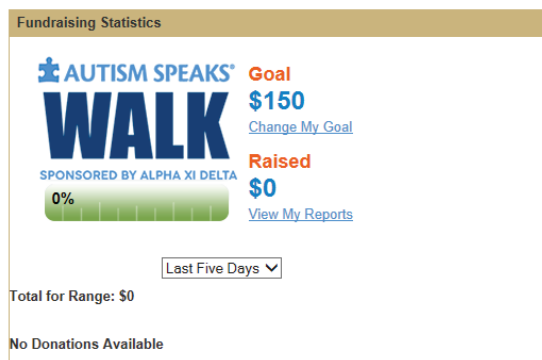 Fundraising Statistics
AUTISM SPEAKS®
WALK
SPONSORED BY ALPHA XI DELTA
0%
Goal
$150
Change My Goal
Raised
$0
View My Reports
Last Five Days
Total for Range: $0
No Donations Available